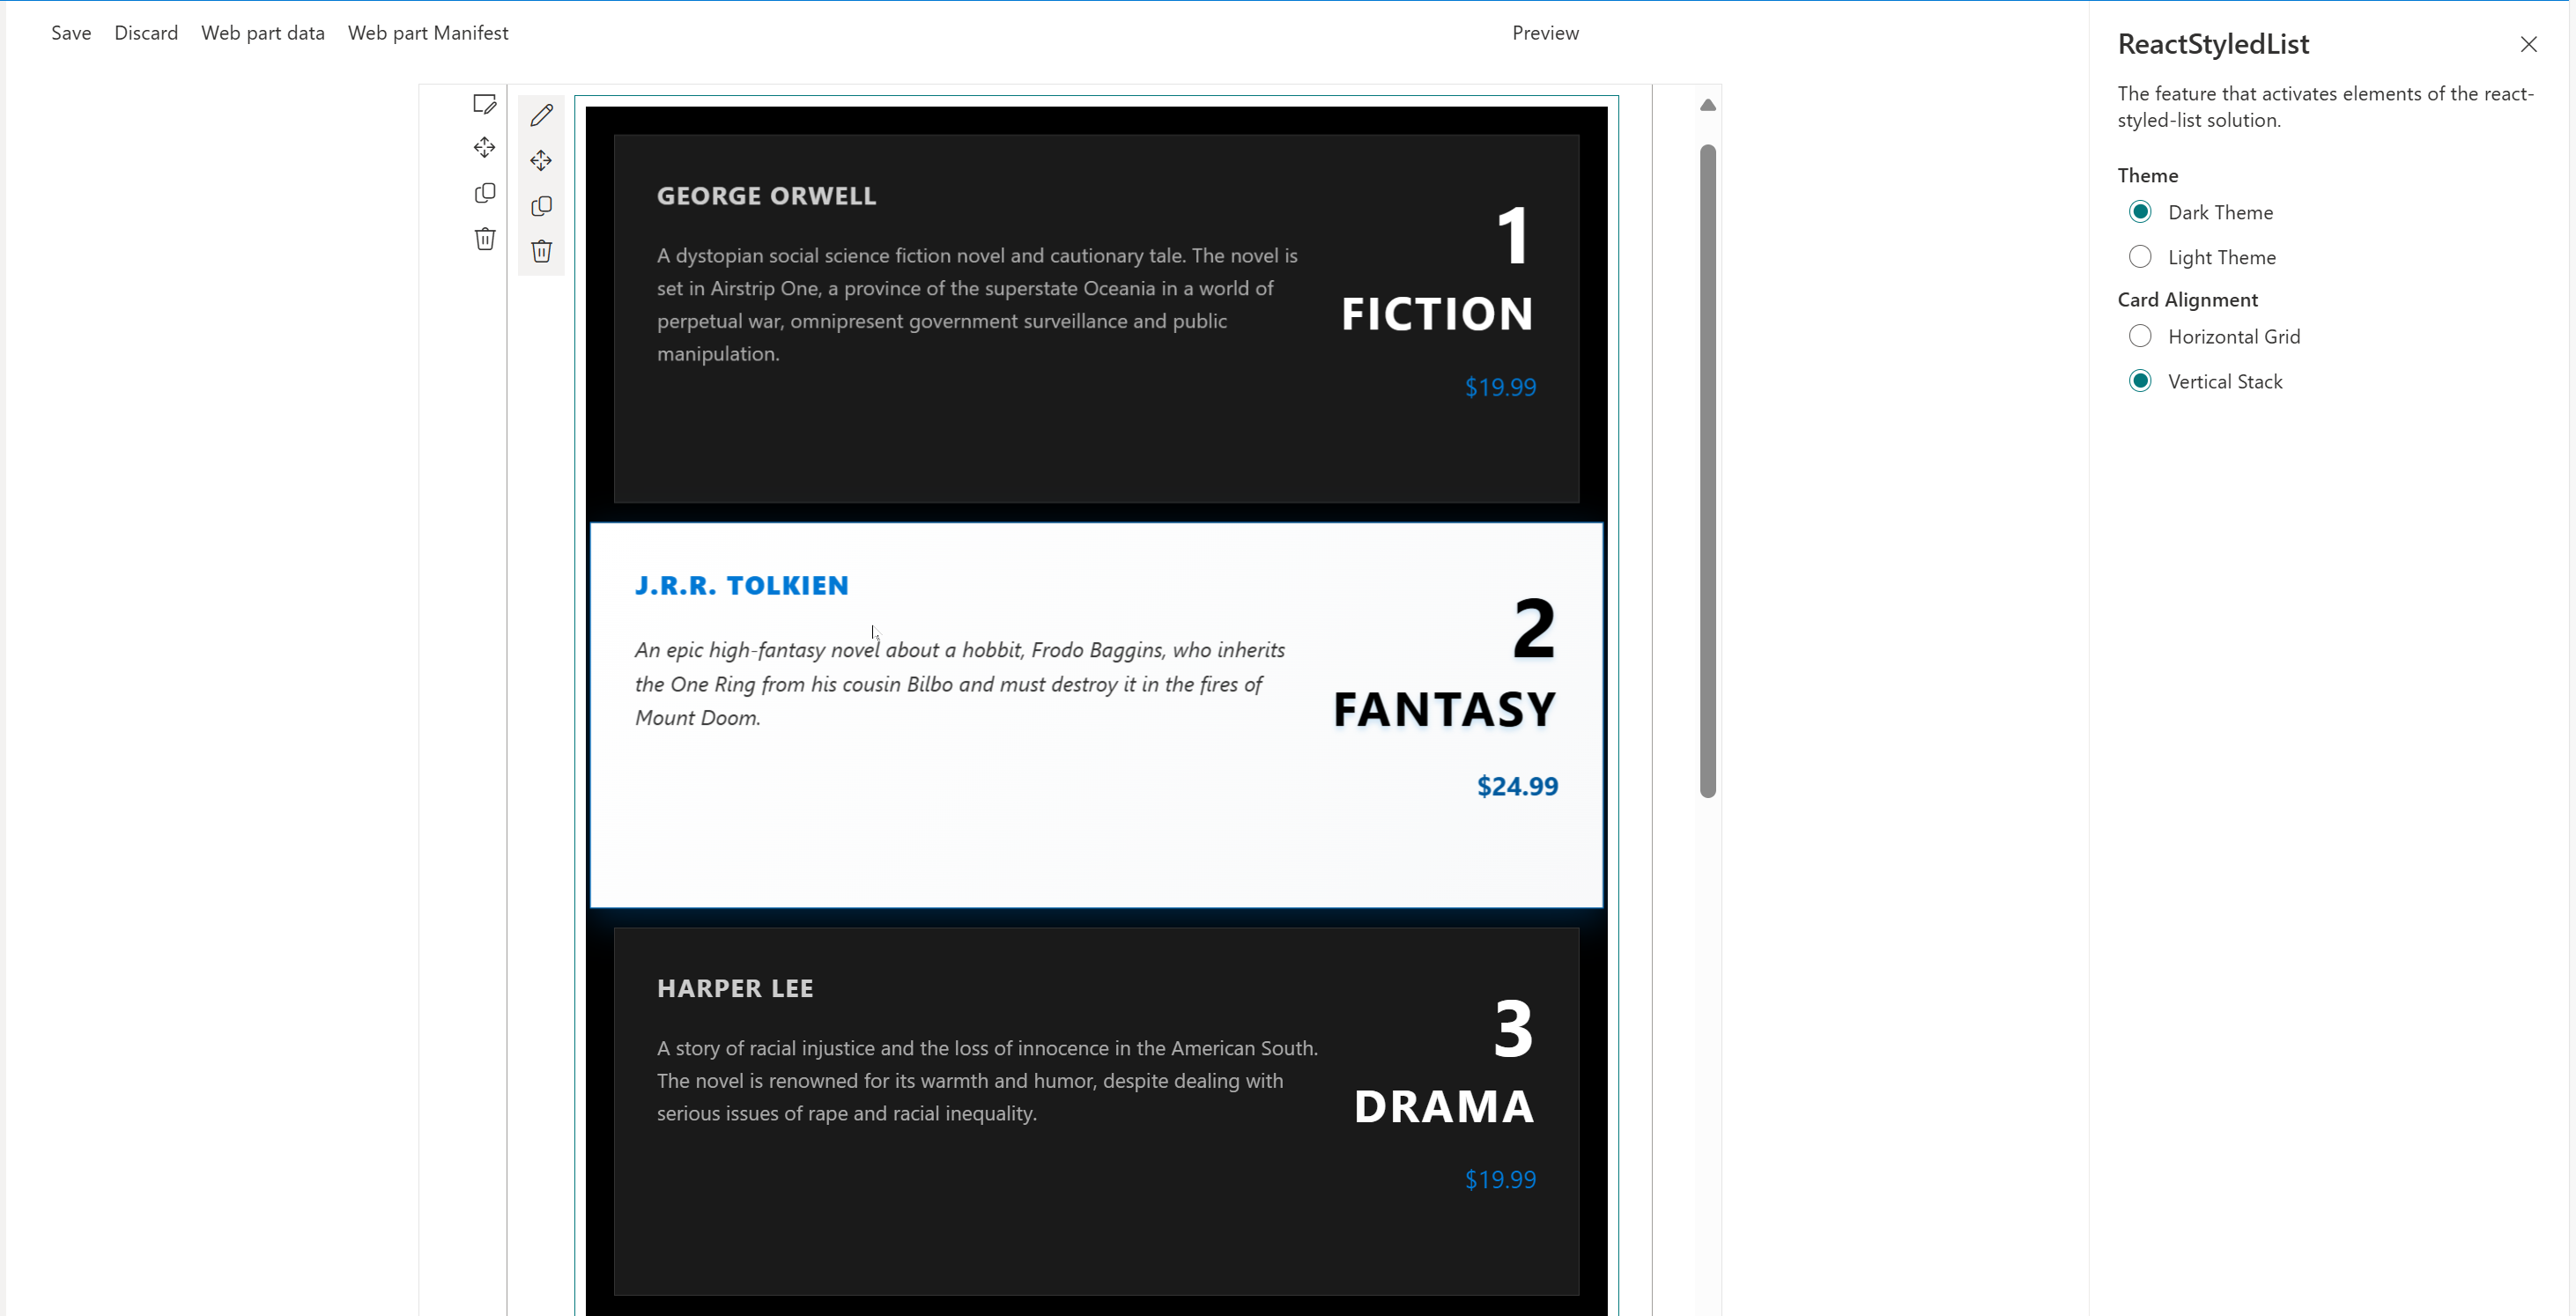 Save Discard Web part data Web part Manifest Preview
GEORGE ORWELL
A dystopian social science fiction novel and cautionary tale. The novel is
set in Airstrip One, a province of the superstate Oceania in a world of
perpetual war, omnipresent government surveillance and public
manipulation.
1
FICTION
$19.99
J.R.R. TOLKIEN
An epic high-fantasy novel about a hobbit, Frodo Baggins, who inherits
the One Ring from his cousin Bilbo and must destroy it in the fires of
Mount Doom.
2
FANTASY
$24.99
HARPER LEE
A story of racial injustice and the loss of innocence in the American South.
The novel is renowned for its warmth and humor, despite dealing with
serious issues of rape and racial inequality.
3
DRAMA
$19.99
ReactStyledList
The feature that activates elements of the react-
styled-list solution.
Theme
Dark Theme
Light Theme
Card Alignment
Horizontal Grid
Vertical Stack